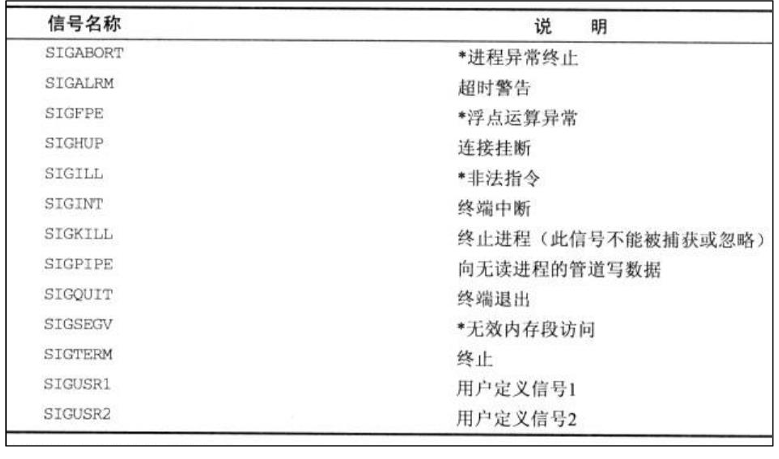 信号名称 说 明
SIGABORT *进程异常终止
SIGALRM 超时警告
SIGFPE *浮点运算异常
SIGHUP 连接挂断
SIGILL *非法指令
SIGINT 终端中断
SIGKILL 终止进程（此信号不能被捕获或忽略）
SIGPIPE 向无读进程的管道写数据
SIGQUIT 终端退出
SIGSEGV *无效内存段访问
SIGTERM 终止
SIGUSR1 用户定义信号1
SIGUSR2 用户定义信号2